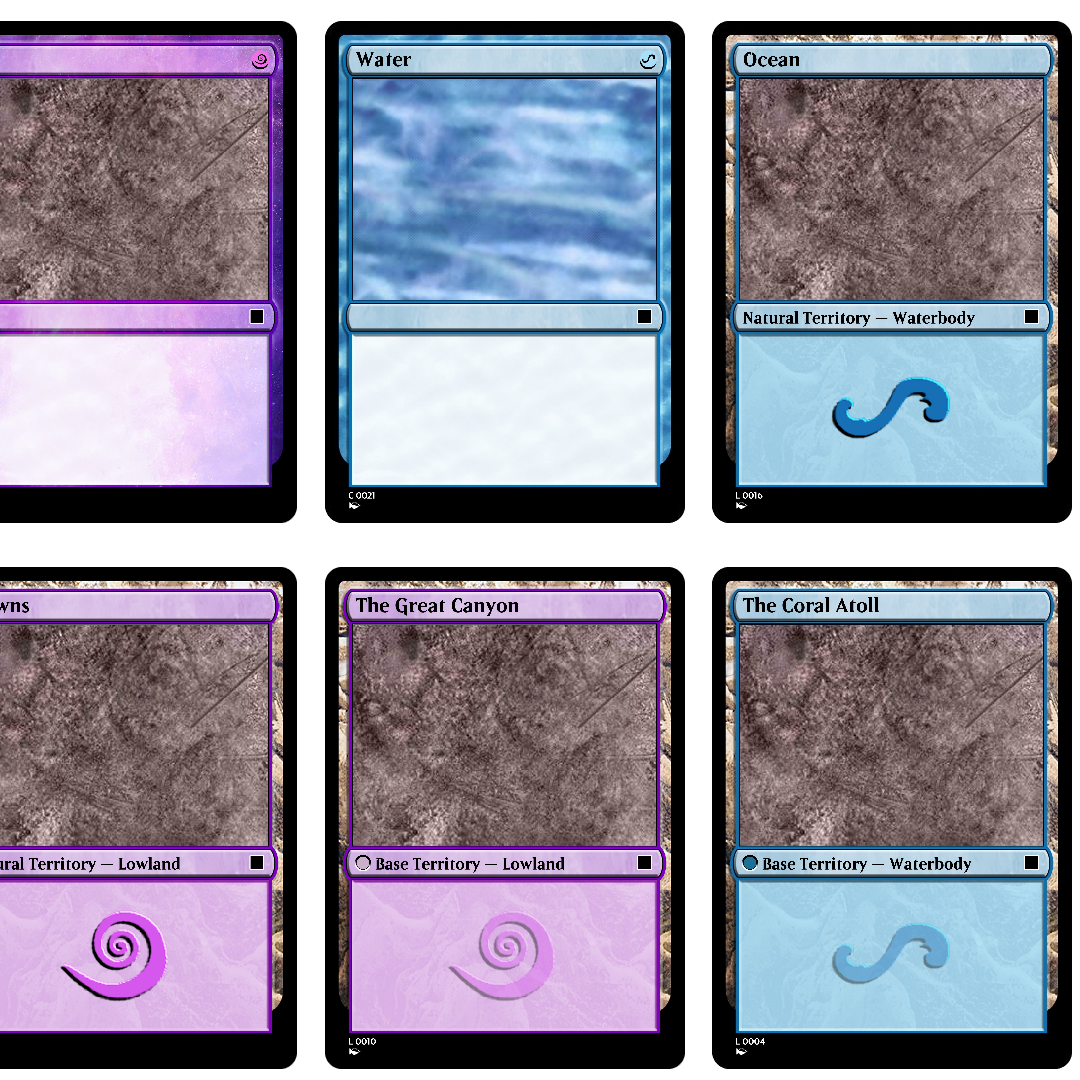 Water
Ocean
Natural Territory — Waterbody
C 0021
L 0016
wns
The Great Canyon
The Coral Atoll
ural Territory — Lowland
Base Territory — Lowland
Base Territory — Waterbody
L 0010
L 0004